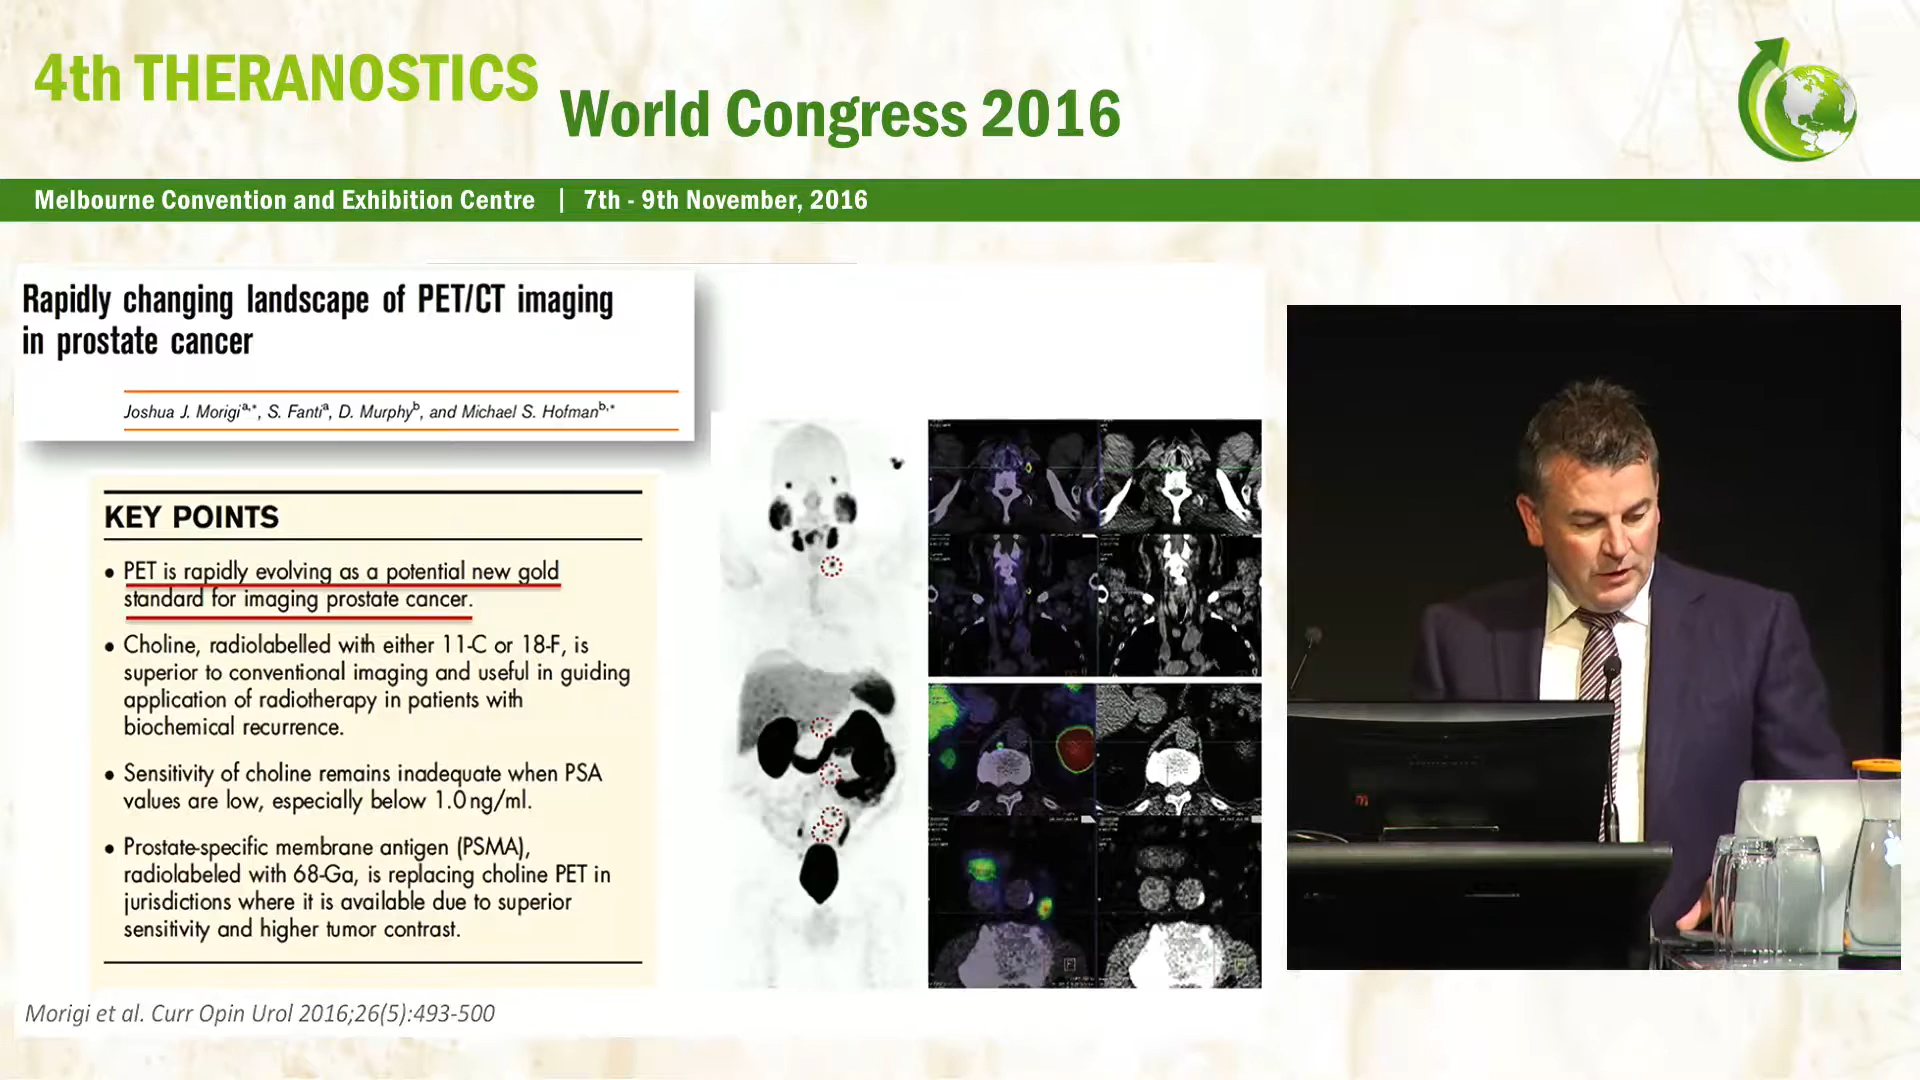 4th THERANOSTICS
World Congress 2016
Melbourne Convention and Exhibition Centre | 7th - 9th November, 2016
Rapidly changing landscape of PET/CT imaging
in prostate cancer
Joshua J. Morigiᵃ,*, S. Fantiᵃ, D. Murphyᵇ, and Michael S. Hofmanᵇ,*
KEY POINTS
• PET is rapidly evolving as a potential new gold
standard for imaging prostate cancer.
• Choline, radiolabelled with either 11-C or 18-F, is
superior to conventional imaging and useful in guiding
application of radiotherapy in patients with
biochemical recurrence.
• Sensitivity of choline remains inadequate when PSA
values are low, especially below 1.0 ng/ml.
• Prostate-specific membrane antigen (PSMA),
radiolabeled with 68-Ga, is replacing choline PET in
jurisdictions where it is available due to superior
sensitivity and higher tumor contrast.
Morigi et al. Curr Opin Urol 2016;26(5):493-500